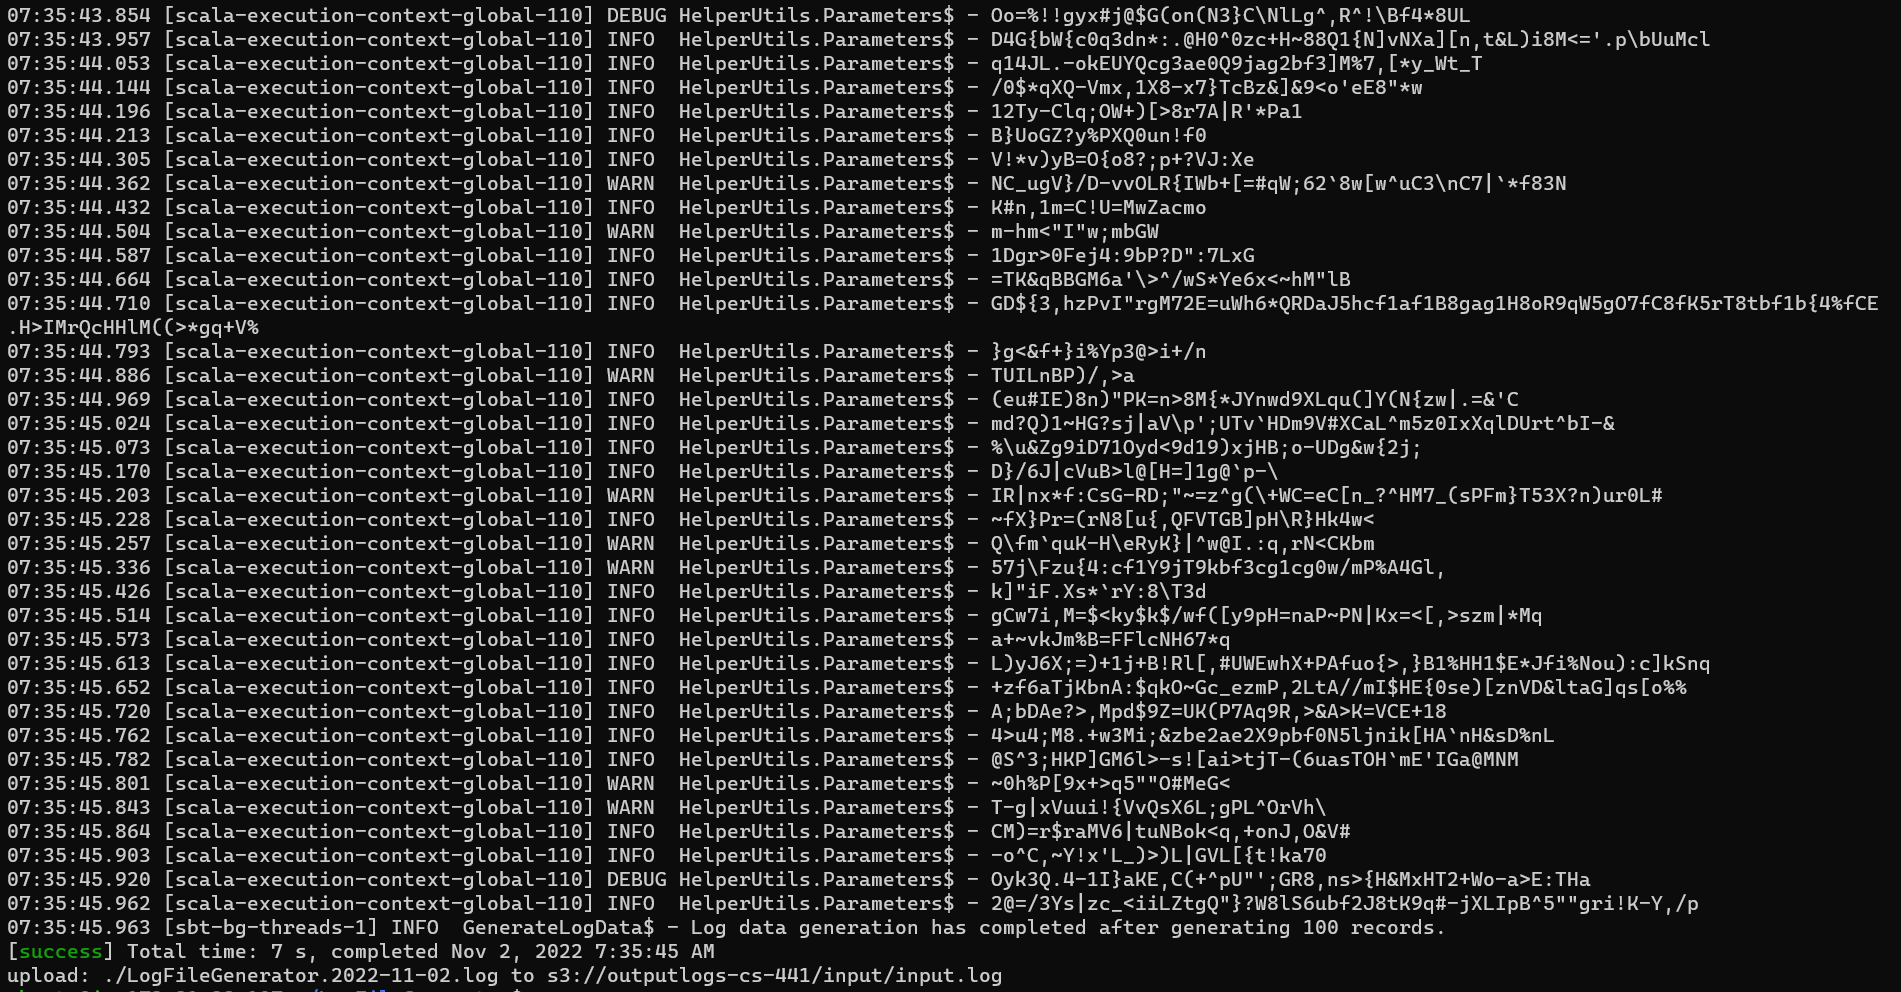 07:35:43.854 [scala-execution-context-global-110] DEBUG HelperUtils.Parameters$ - Oo=%!!gyx#j@$G(on(N3}C\NlLg^,R^!\Bf4*8UL
07:35:43.957 [scala-execution-context-global-110] INFO  HelperUtils.Parameters$ - D4G{bW{c0q3dn*:.@H0^0zc+H~88Q1{N]vNXa][n,t&L)i8M<='.p\bUuMcl
07:35:44.053 [scala-execution-context-global-110] INFO  HelperUtils.Parameters$ - q14JL.-okEUYQcg3ae0Q9jag2bf3]M%7,[*y_Wt_T
07:35:44.144 [scala-execution-context-global-110] INFO  HelperUtils.Parameters$ - /0$*qXQ-Vmx,1X8-x7}TcBz&]&9<o'eE8"*w
07:35:44.196 [scala-execution-context-global-110] INFO  HelperUtils.Parameters$ - 12Ty-Clq;OW+)[>8r7A|R'*Pa1
07:35:44.213 [scala-execution-context-global-110] INFO  HelperUtils.Parameters$ - B}UoGZ?y%PXQ0un!f0
07:35:44.305 [scala-execution-context-global-110] INFO  HelperUtils.Parameters$ - V!*v)yB=O{o8?;p+?VJ:Xe
07:35:44.362 [scala-execution-context-global-110] WARN  HelperUtils.Parameters$ - NC_ugV}/D-vvOLR{IWb+[=#qW;62`8w[w^uC3\nC7|`*f83N
07:35:44.432 [scala-execution-context-global-110] INFO  HelperUtils.Parameters$ - K#n,1m=C!U=MwZacmo
07:35:44.504 [scala-execution-context-global-110] WARN  HelperUtils.Parameters$ - m-hm<"I"w;mbGW
07:35:44.587 [scala-execution-context-global-110] INFO  HelperUtils.Parameters$ - 1Dgr>0Fej4:9bP?D":7LxG
07:35:44.664 [scala-execution-context-global-110] INFO  HelperUtils.Parameters$ - =TK&qBBGM6a'\>^/wS*Ye6x<~hM"lB
07:35:44.710 [scala-execution-context-global-110] INFO  HelperUtils.Parameters$ - GD${3,hzPvI"rgM72E=uWh6*QRDaJ5hcf1af1B8gag1H8oR9qW5gO7fC8fK5rT8tbf1b{4%fCE
.H>IMrQcHHlM((>*gq+V%
07:35:44.793 [scala-execution-context-global-110] INFO  HelperUtils.Parameters$ - }g<&f+}i%Yp3@>i+/n
07:35:44.886 [scala-execution-context-global-110] WARN  HelperUtils.Parameters$ - TUILnBP)/,>a
07:35:44.969 [scala-execution-context-global-110] INFO  HelperUtils.Parameters$ - (eu#IE)8n)"PK=n>8M{*JYnwd9XLqu(]Y(N{zw|.=&'C
07:35:45.024 [scala-execution-context-global-110] INFO  HelperUtils.Parameters$ - md?Q)1~HG?sj|aV\p';UTv`HDm9V#XCaL^m5z0IxXqlDUrt^bI-&
07:35:45.073 [scala-execution-context-global-110] INFO  HelperUtils.Parameters$ - %\u&Zg9iD71Oyd<9d19)xjHB;o-UDg&w{2j;
07:35:45.170 [scala-execution-context-global-110] INFO  HelperUtils.Parameters$ - D}/6J|cVuB>l@[H=]1g@`p-\
07:35:45.203 [scala-execution-context-global-110] WARN  HelperUtils.Parameters$ - IR|nx*f:CsG-RD;"~=z^g(\+WC=eC[n_?^HM7_(sPFm}T53X?n)ur0L#
07:35:45.228 [scala-execution-context-global-110] INFO  HelperUtils.Parameters$ - ~fX}Pr=(rN8[u{,QFVTGB]pH\R}Hk4w<
07:35:45.257 [scala-execution-context-global-110] WARN  HelperUtils.Parameters$ - Q\fm`quK-H\eRyK}|^w@I.:q,rN<CKbm
07:35:45.336 [scala-execution-context-global-110] WARN  HelperUtils.Parameters$ - 57j\Fzu{4:cf1Y9jT9kbf3cg1cg0w/mP%A4Gl,
07:35:45.426 [scala-execution-context-global-110] INFO  HelperUtils.Parameters$ - k]"iF.Xs*`rY:8\T3d
07:35:45.514 [scala-execution-context-global-110] INFO  HelperUtils.Parameters$ - gCw7i,M=$<ky$k$/wf([y9pH=naP~PN|Kx=<[,>szm|*Mq
07:35:45.573 [scala-execution-context-global-110] INFO  HelperUtils.Parameters$ - a+~vkJm%B=FFlcNH67*q
07:35:45.613 [scala-execution-context-global-110] INFO  HelperUtils.Parameters$ - L)yJ6X;=)+1j+B!Rl[,#UWEwhX+PAfuo{>,}B1%HH1$E*Jfi%Nou):c]kSnq
07:35:45.652 [scala-execution-context-global-110] INFO  HelperUtils.Parameters$ - +zf6aTjKbnA:$qkO~Gc_ezmP,2LtA//mI$HE{0se)[znVD&ltaG]qs[o%%
07:35:45.720 [scala-execution-context-global-110] INFO  HelperUtils.Parameters$ - A;bDAe?>,Mpd$9Z=UK(P7Aq9R,>&A>K=VCE+18
07:35:45.762 [scala-execution-context-global-110] INFO  HelperUtils.Parameters$ - 4>u4;M8.+w3Mi;&zbe2ae2X9pbf0N5ljnik[HA`nH&sD%nL
07:35:45.782 [scala-execution-context-global-110] INFO  HelperUtils.Parameters$ - @S^3;HKP]GM6l>-s![ai>tjT-(6uasTOH`mE'IGa@MNM
07:35:45.801 [scala-execution-context-global-110] WARN  HelperUtils.Parameters$ - ~0h%P[9x+>q5""O#MeG<
07:35:45.843 [scala-execution-context-global-110] WARN  HelperUtils.Parameters$ - T-g|xVuui!{VvQsX6L;gPL^OrVh\
07:35:45.864 [scala-execution-context-global-110] INFO  HelperUtils.Parameters$ - CM)=r$raMV6|tuNBok<q,+onJ,O&V#
07:35:45.903 [scala-execution-context-global-110] INFO  HelperUtils.Parameters$ - -o^C,~Y!x'L_)>)L|GVL[{t!ka70
07:35:45.920 [scala-execution-context-global-110] DEBUG HelperUtils.Parameters$ - Oyk3Q.4-1I}aKE,C(+^pU"';GR8,ns>{H&MxHT2+Wo-a>E:THa
07:35:45.962 [scala-execution-context-global-110] INFO  HelperUtils.Parameters$ - 2@=/3Ys|zc_<iiLZtgQ"}?W8lS6ubf2J8tK9q#-jXLIpB^5""gri!K-Y,/p
07:35:45.963 [sbt-bg-threads-1] INFO  GenerateLogData$ - Log data generation has completed after generating 100 records.
[success] Total time: 7 s, completed Nov 2, 2022 7:35:45 AM
upload: ./LogFileGenerator.2022-11-02.log to s3://outputlogs-cs-441/input/input.log